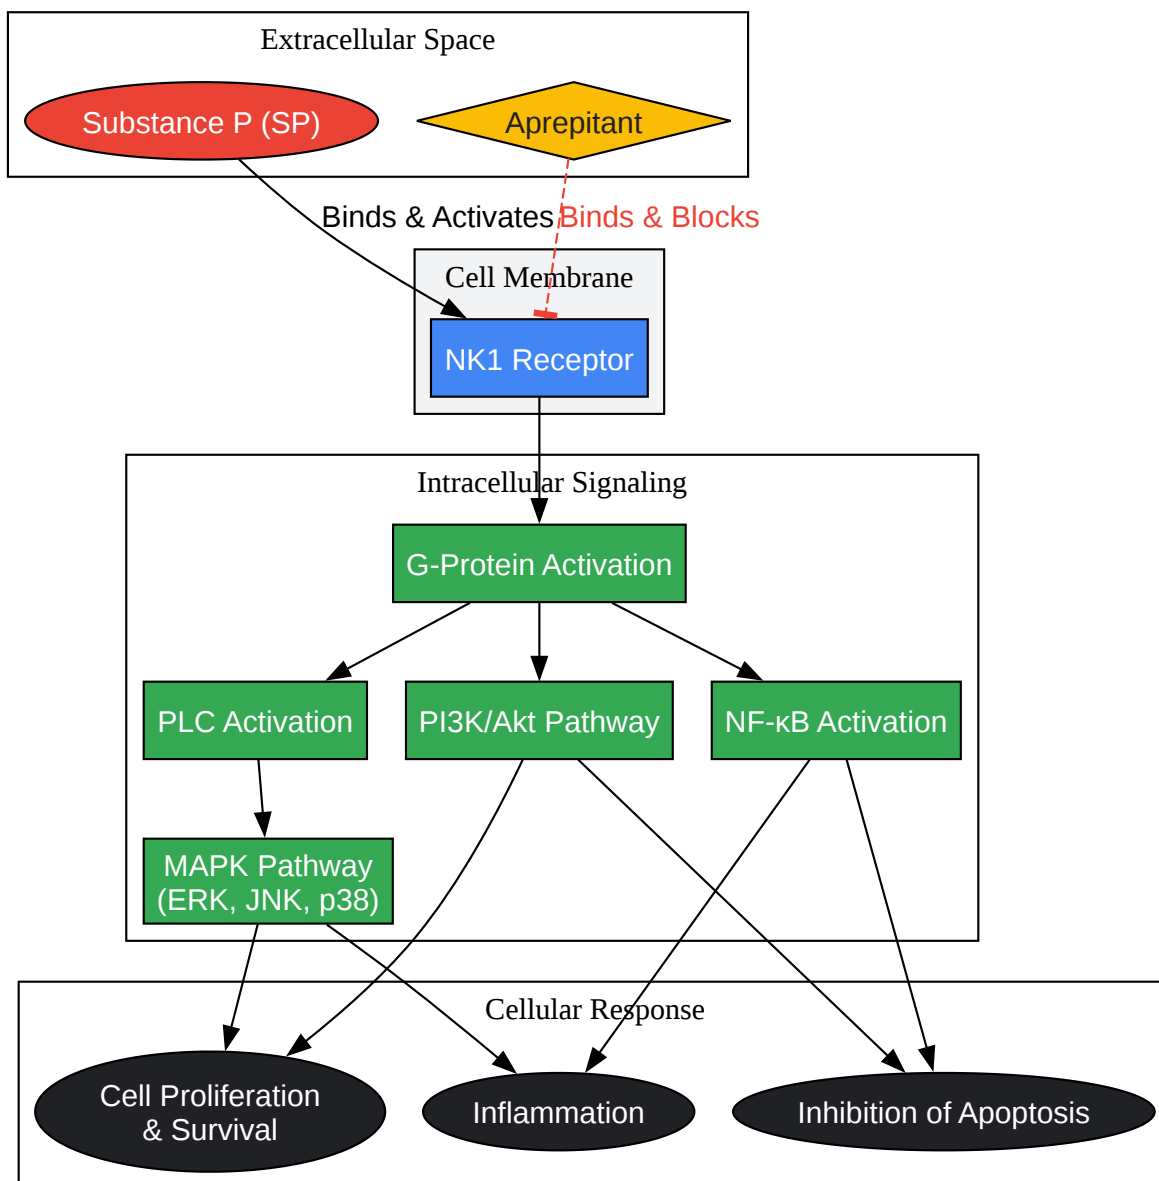 Extracellular Space
Substance P (SP)
Aprepitant
Binds & Activates
Binds & Blocks
Cell Membrane
NK1 Receptor
Intracellular Signaling
G-Protein Activation
PLC Activation
PI3K/Akt Pathway
NF-κB Activation
MAPK Pathway
(ERK, JNK, p38)
Cellular Response
Cell Proliferation
& Survival
Inflammation
Inhibition of Apoptosis